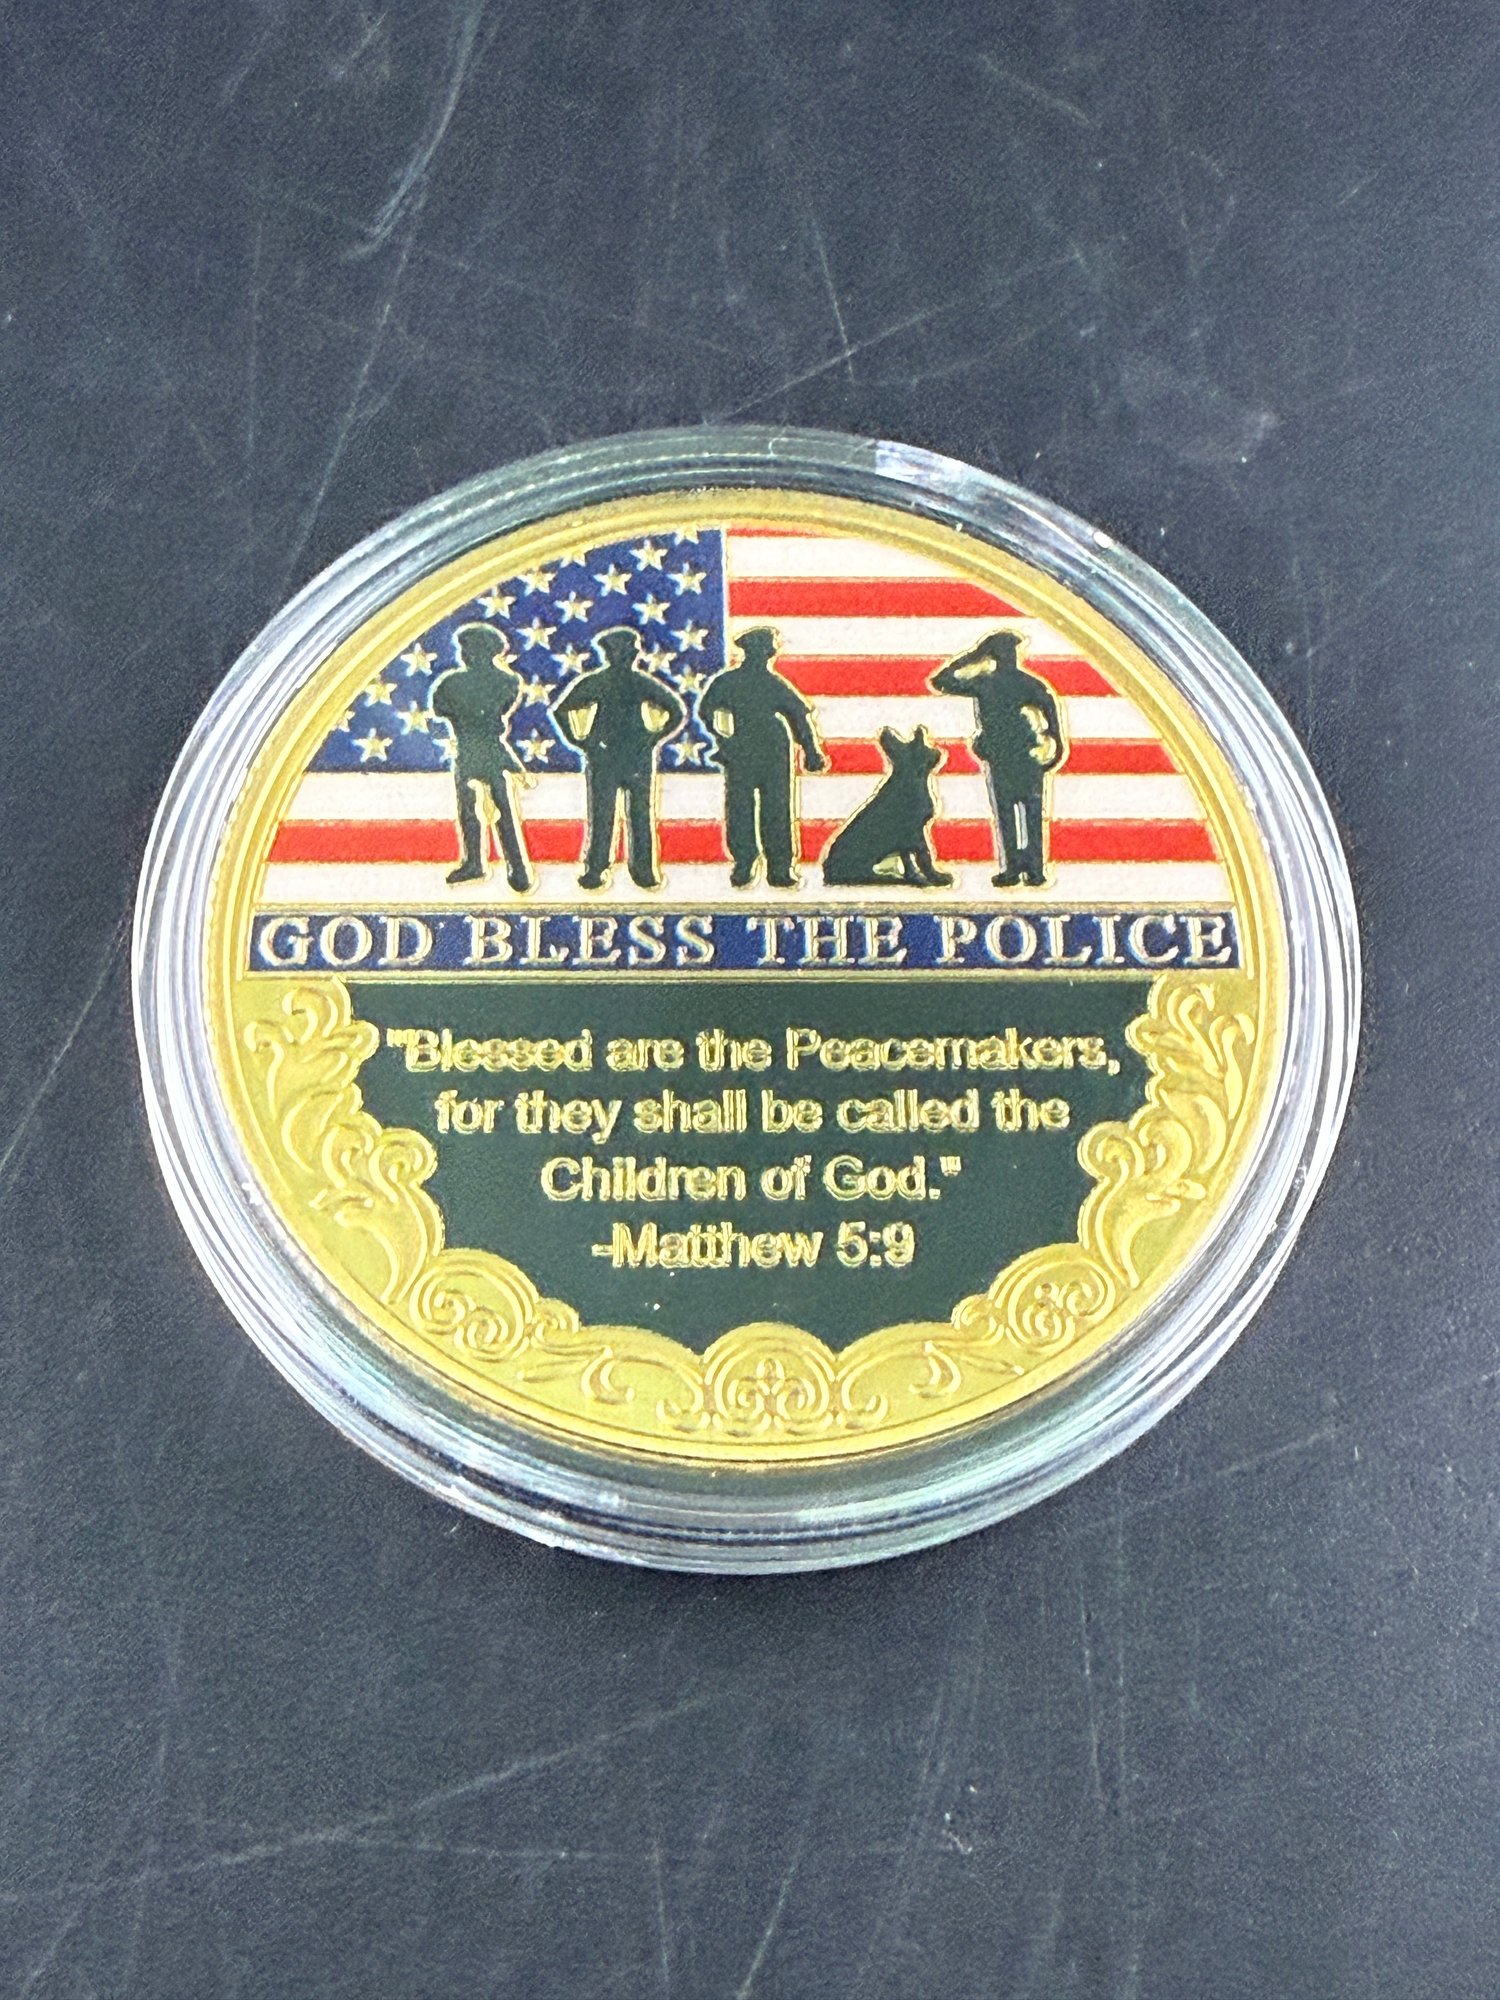 GOD BLESS THE POLICE
"Blessed are the Peacemakers,
for they shall be called the
Children of God."
-Matthew 5:9